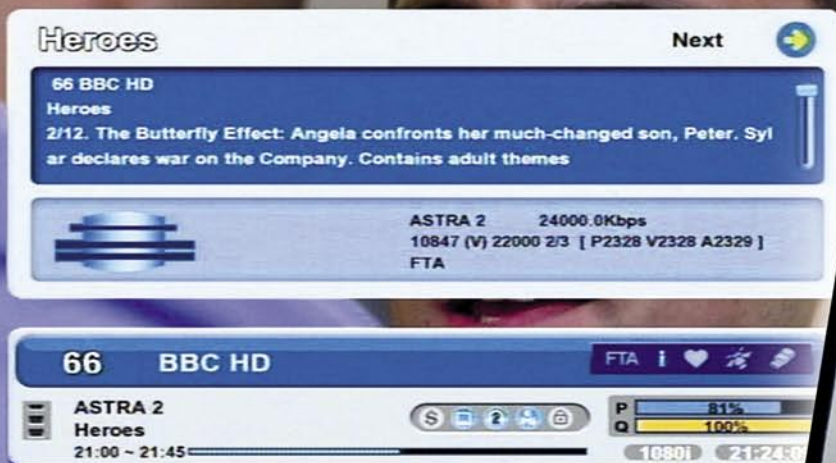 Heroes
Next
66 BBC HD
Heroes
2/12. The Butterfly Effect: Angela confronts her much-changed son, Peter. Syl
ar declares war on the Company. Contains adult themes
ASTRA 2 24000.0Kbps
10847 (V) 22000 2/3 [ P2328 V2328 A2329 ]
FTA
66 BBC HD
FTA i
ASTRA 2
Heroes
21:00 ~ 21:45
S 2
P 81%
Q 100%
1080i